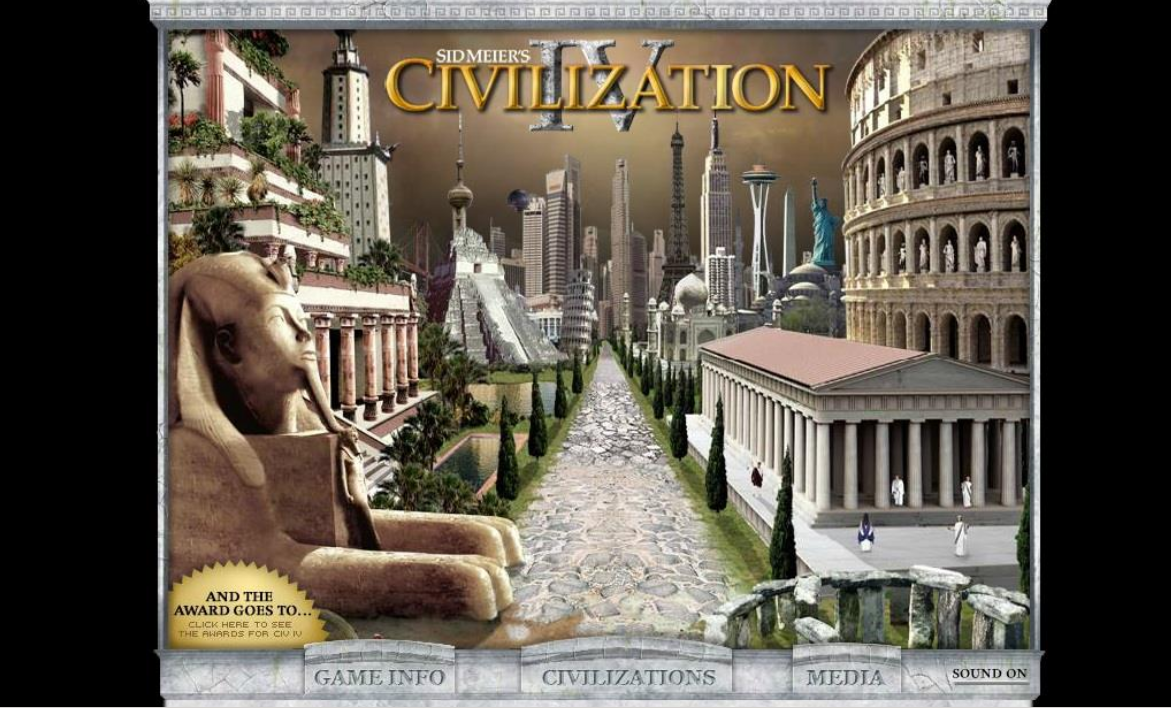 SID MEIER'S
CIVILIZATION
IV
AND THE
AWARD GOES TO...
CLICK HERE TO SEE
THE AWARDS FOR CIV IV
GAME INFO
CIVILIZATIONS
MEDIA
SOUND ON